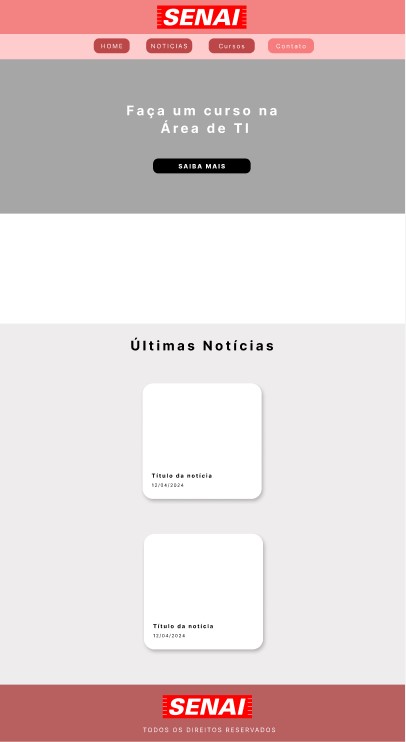 SENAI
HOME NOTICIAS Cursos Contato
Faça um curso na
Área de TI
SAIBA MAIS
Últimas Notícias
Título da notícia
12/04/2024
Título da notícia
12/04/2024
SENAI
TODOS OS DIREITOS RESERVADOS